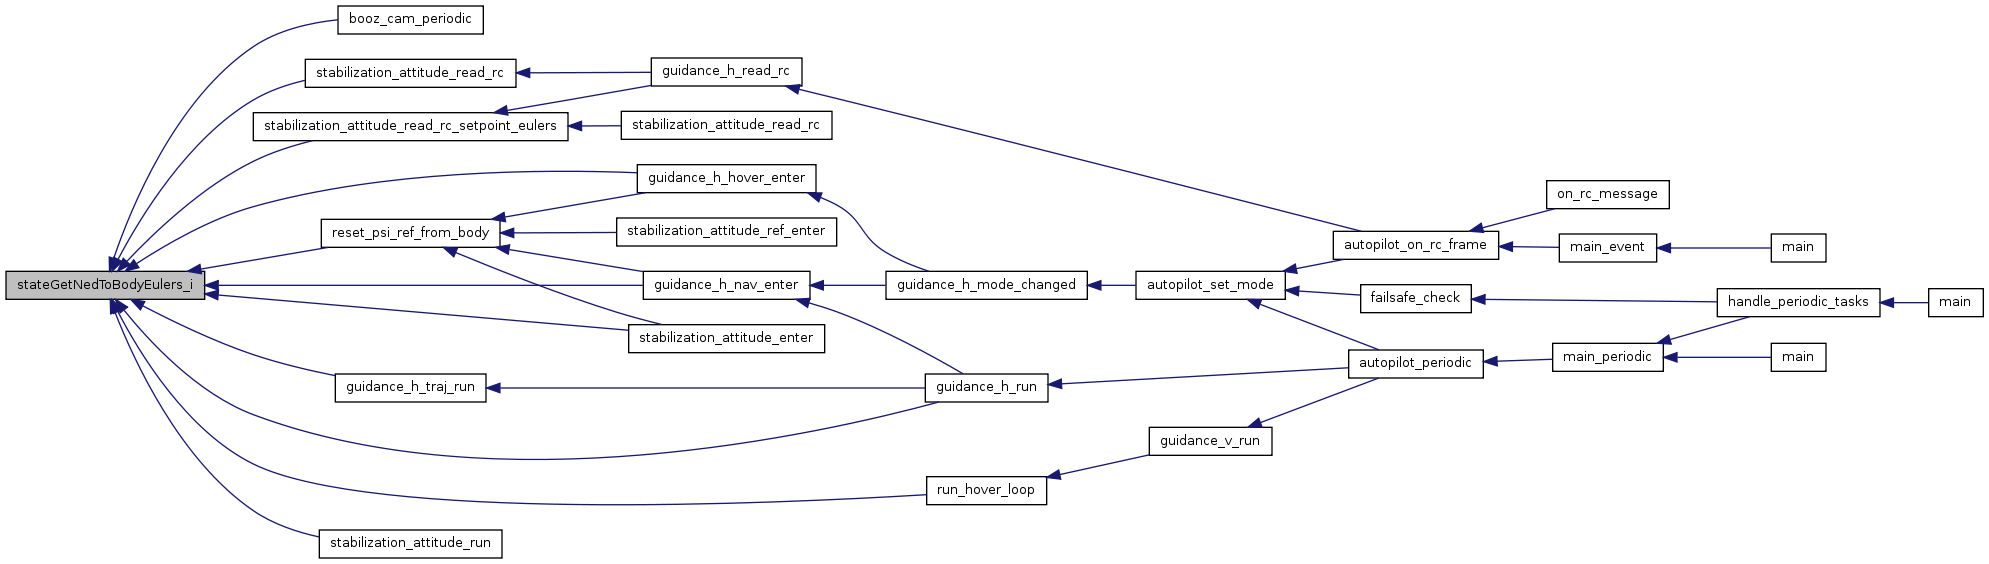 booz_cam_periodic
stabilization_attitude_read_rc
guidance_h_read_rc
stabilization_attitude_read_rc_setpoint_eulers
stabilization_attitude_read_rc
guidance_h_hover_enter
on_rc_message
reset_psi_ref_from_body
stabilization_attitude_ref_enter
autopilot_on_rc_frame
main_event
main
stateGetNedToBodyEulers_i
guidance_h_nav_enter
guidance_h_mode_changed
autopilot_set_mode
failsafe_check
handle_periodic_tasks
main
stabilization_attitude_enter
autopilot_periodic
main_periodic
main
guidance_h_traj_run
guidance_h_run
guidance_v_run
run_hover_loop
stabilization_attitude_run